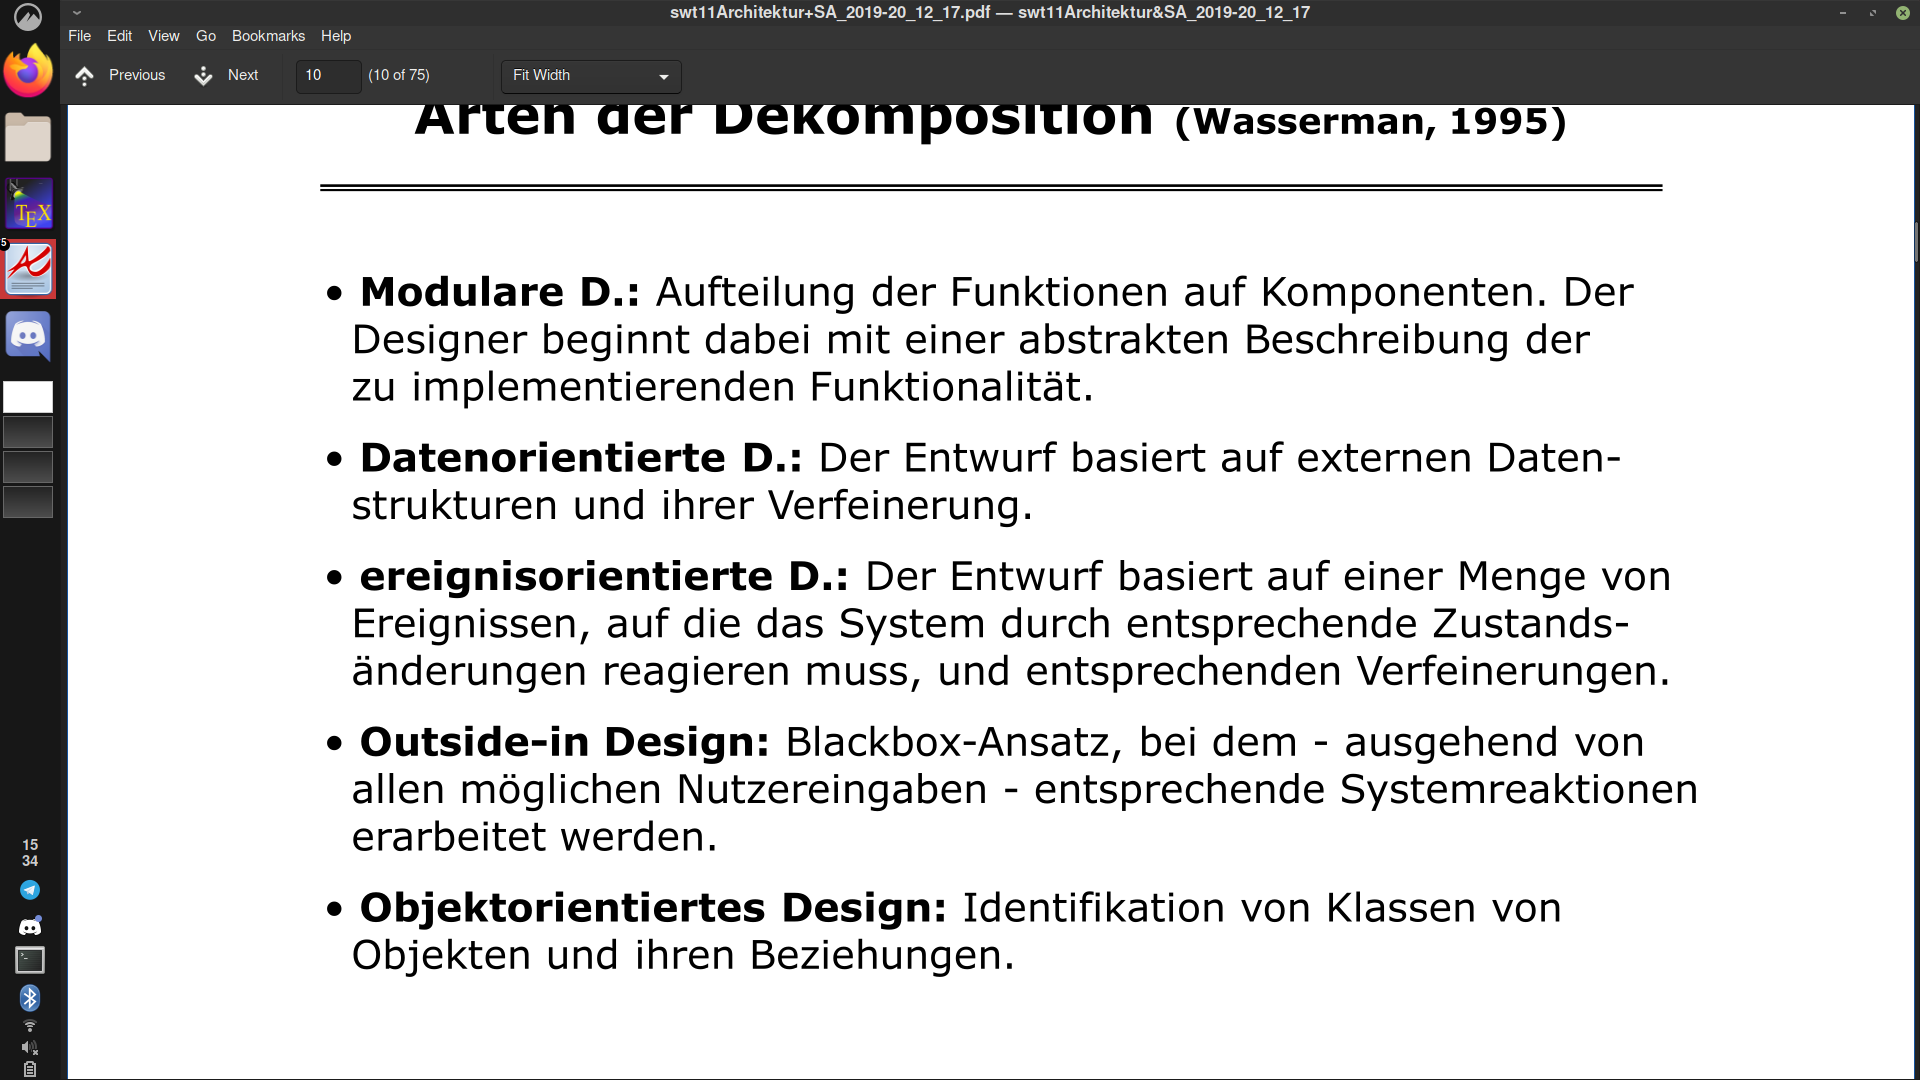 swt11Architektur+SA_2019-20_12_17.pdf — swt11Architektur&SA_2019-20_12_17
File Edit View Go Bookmarks Help
Previous Next 10 (10 of 75) Fit Width
Arten der Dekomposition (Wasserman, 1995)
• Modulare D.: Aufteilung der Funktionen auf Komponenten. Der
Designer beginnt dabei mit einer abstrakten Beschreibung der
zu implementierenden Funktionalität.
• Datenorientierte D.: Der Entwurf basiert auf externen Daten-
strukturen und ihrer Verfeinerung.
• ereignisorientierte D.: Der Entwurf basiert auf einer Menge von
Ereignissen, auf die das System durch entsprechende Zustands-
änderungen reagieren muss, und entsprechenden Verfeinerungen.
• Outside-in Design: Blackbox-Ansatz, bei dem - ausgehend von
allen möglichen Nutzereingaben - entsprechende Systemreaktionen
erarbeitet werden.
• Objektorientiertes Design: Identifikation von Klassen von
Objekten und ihren Beziehungen.
TEX
5
15
34